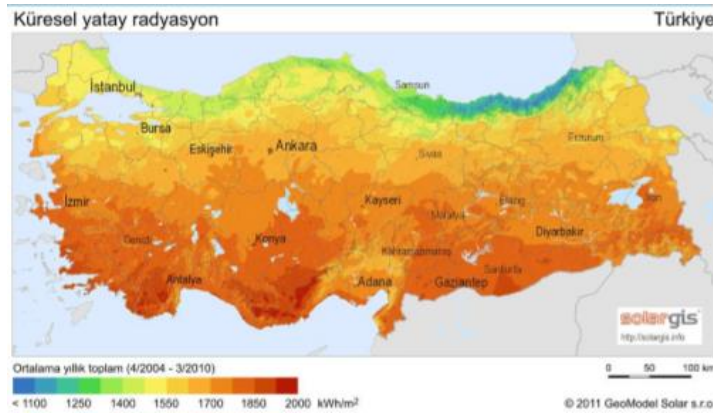 Küresel yatay radyasyon
Türkiye
Samsun
İstanbul
Bursa
Eskişehir
Ankara
Erzurum
Sivas
İzmir
Kayseri
Elazığ
Van
Malatya
Denizli
Konya
Diyarbakır
Kahramanmaraş
Şanlıurfa
Antalya
Adana
Gaziantep
solargis
http://solargis.info
Ortalama yıllık toplam (4/2004 - 3/2010)
0 50 100 km
< 1100 1250 1400 1550 1700 1850 2000 kWh/m²
© 2011 GeoModel Solar s.r.o.